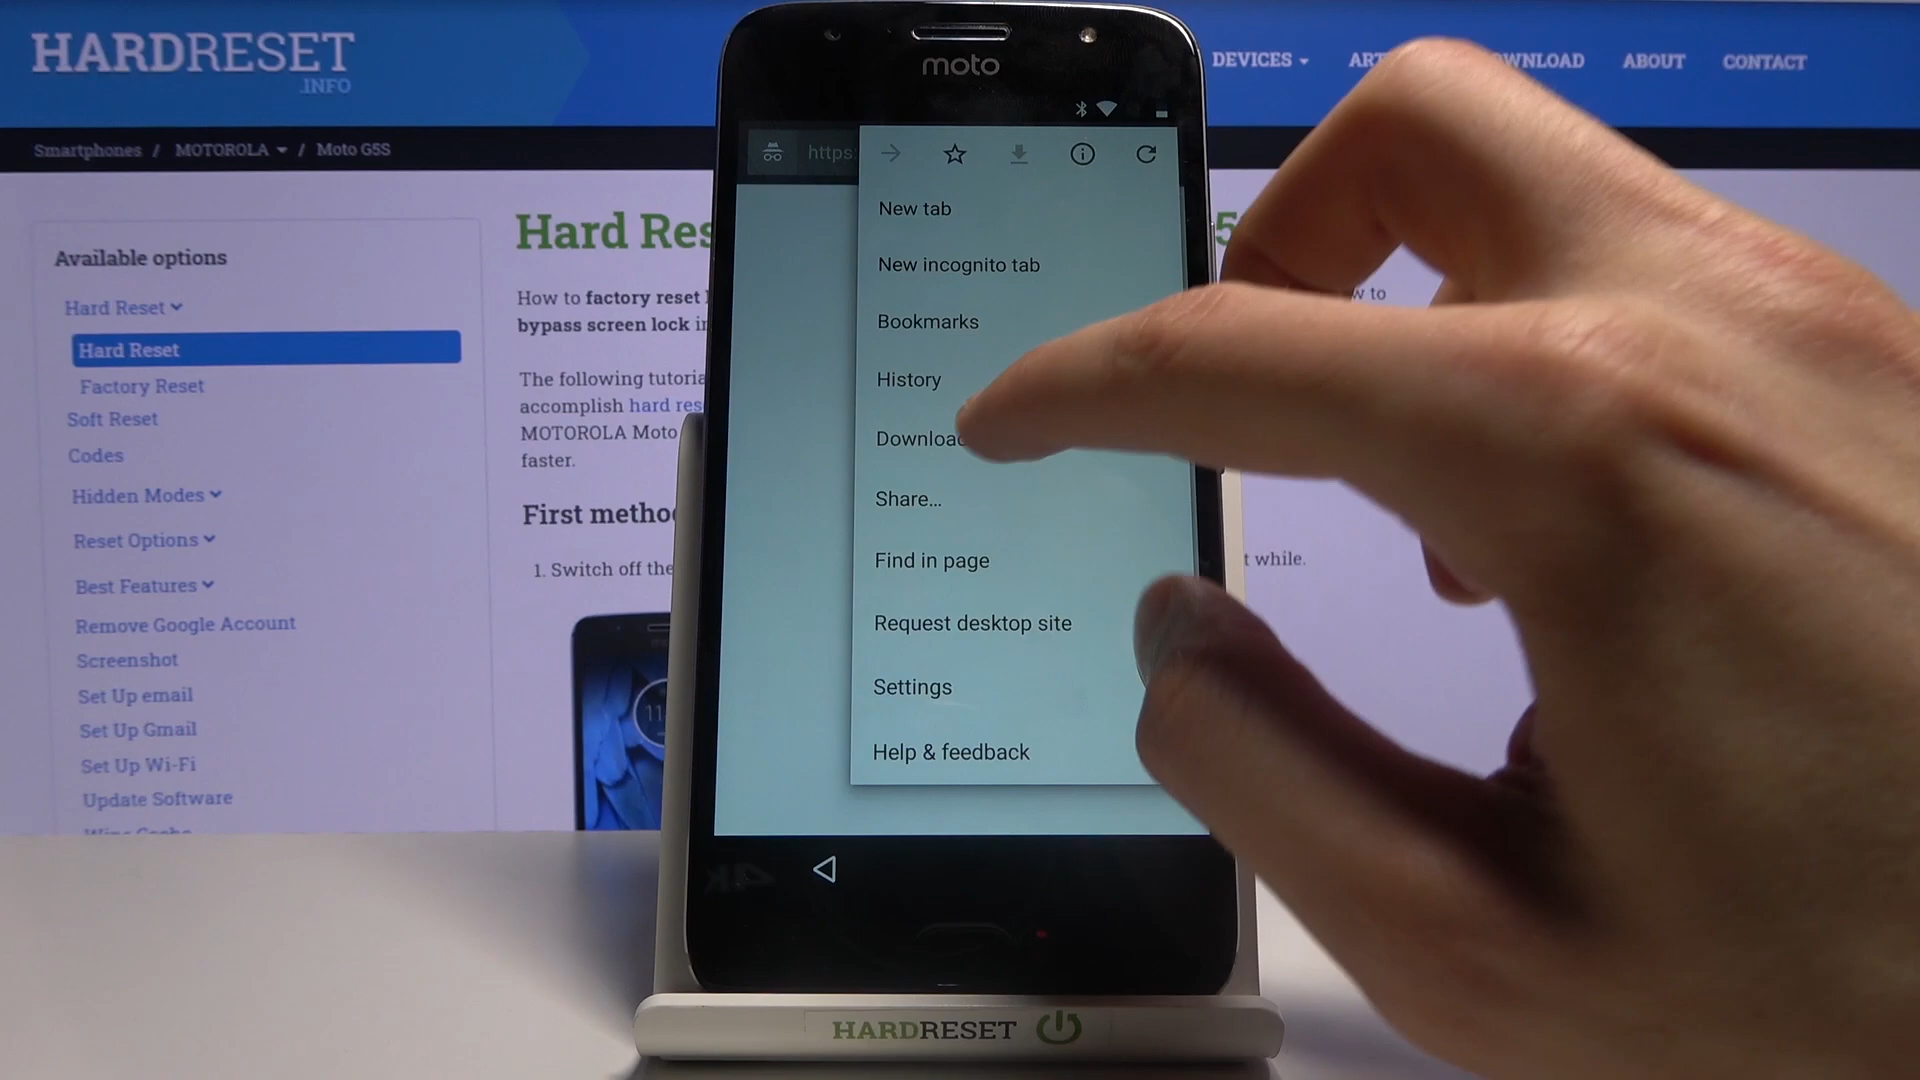 HARDRESET
.INFO
DEVICES
ABOUT
CONTACT
Smartphones / MOTOROLA / Moto G5S
Available options
Hard Reset
Hard Reset
Factory Reset
Soft Reset
Codes
Hidden Modes
Reset Options
Best Features
Remove Google Account
Screenshot
Set Up email
Set Up Gmail
Set Up Wi-Fi
Update Software
Hard Res
How to factory reset
bypass screen lock
The following
accomplish hard
MOTOROLA Moto
faster.
First
1. Switch off the
while.
moto
https:
New tab
New incognito tab
Bookmarks
History
Share...
Find in page
Request desktop site
Settings
Help & feedback
HARDRESET